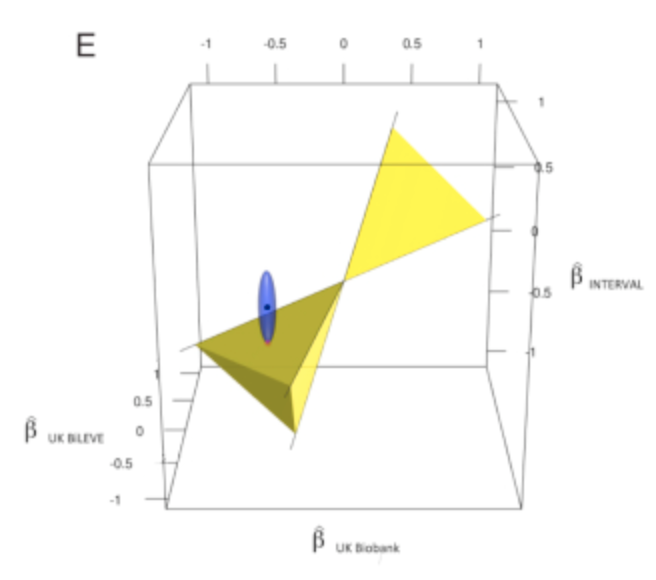 E
-1 -0.5 0 0.5 1
1
0.5
0
-0.5
-1
β̂ INTERVAL
1
0.5
0
-0.5
-1
β̂ UK BiLEVE
β̂ UK Biobank